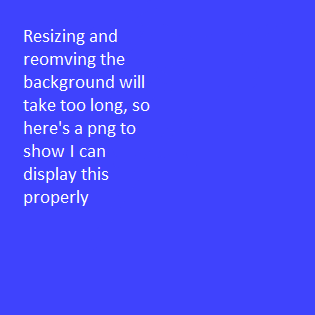 Resizing and
reomving the
background will
take too long, so
here's a png to
show I can
display this
properly